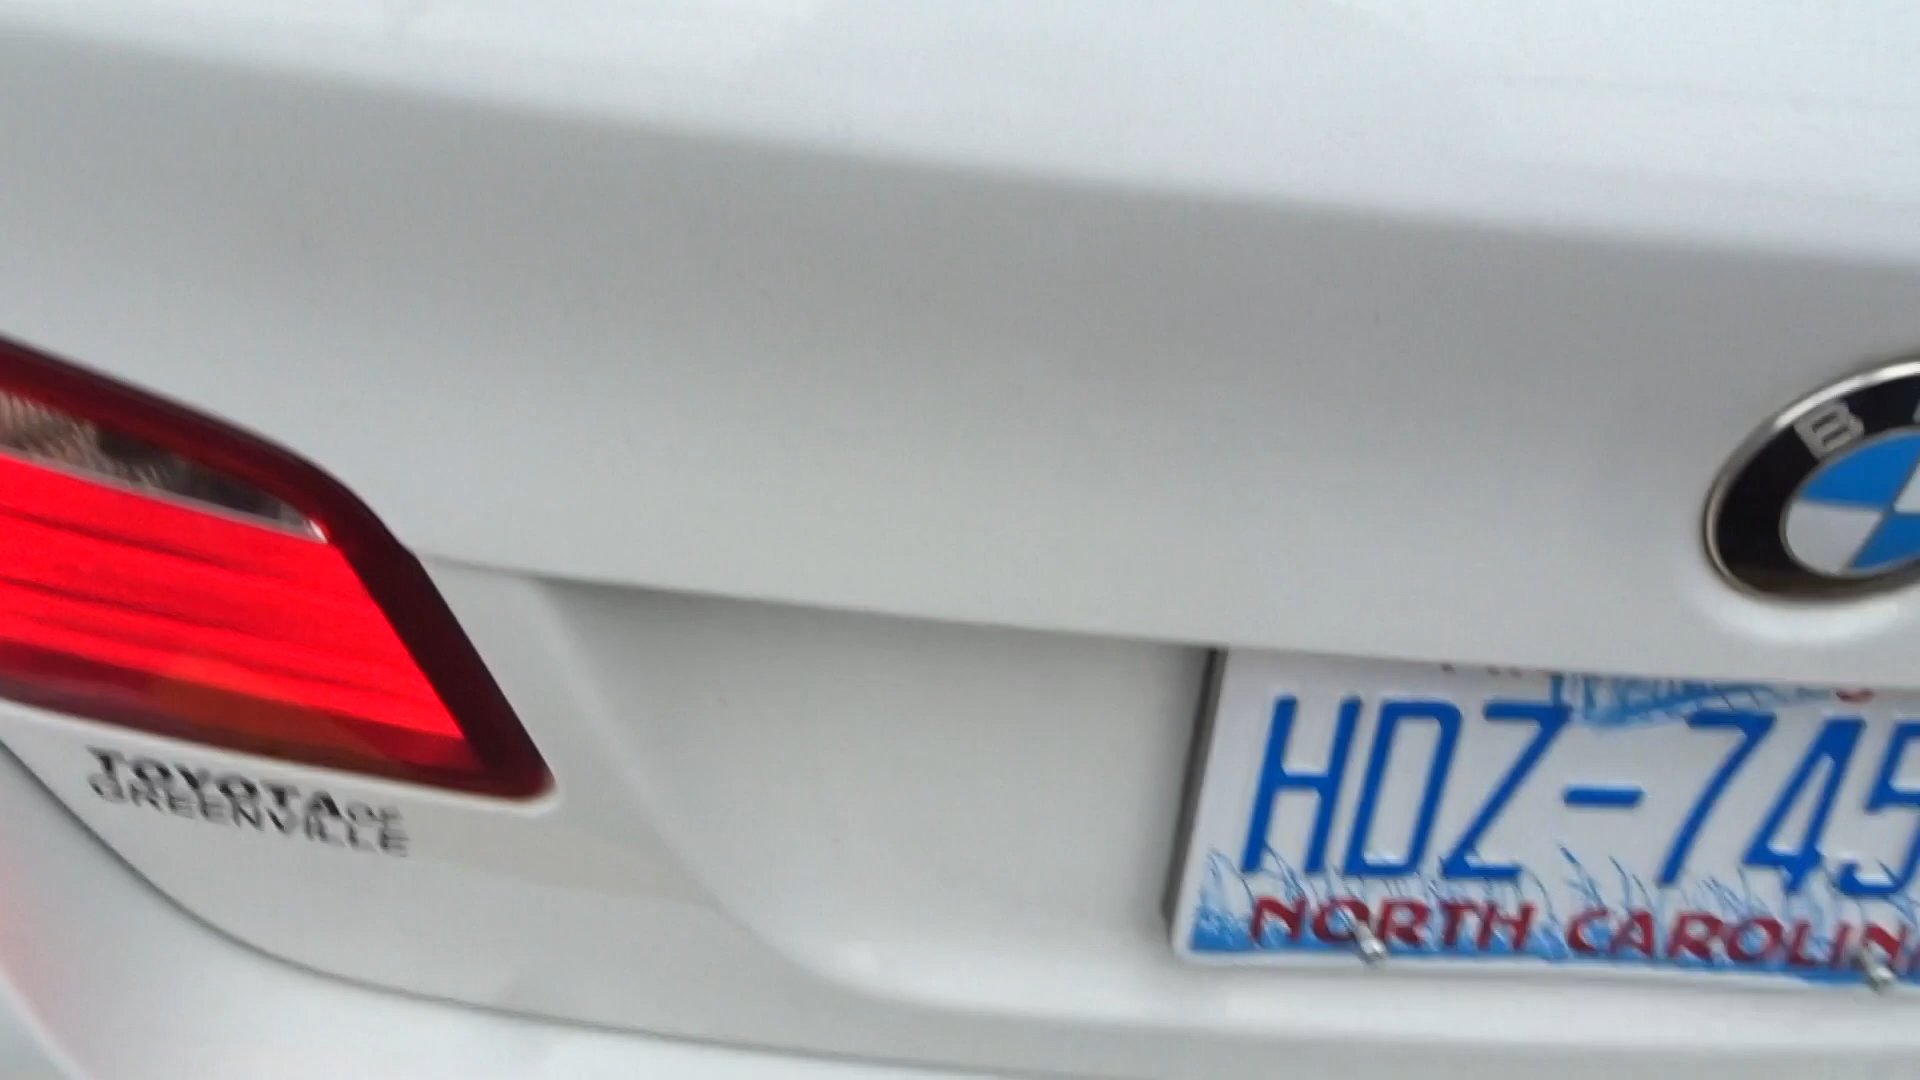 B
TOYOTA OF
GREENVILLE
HDZ-745
NORTH CAROLIN